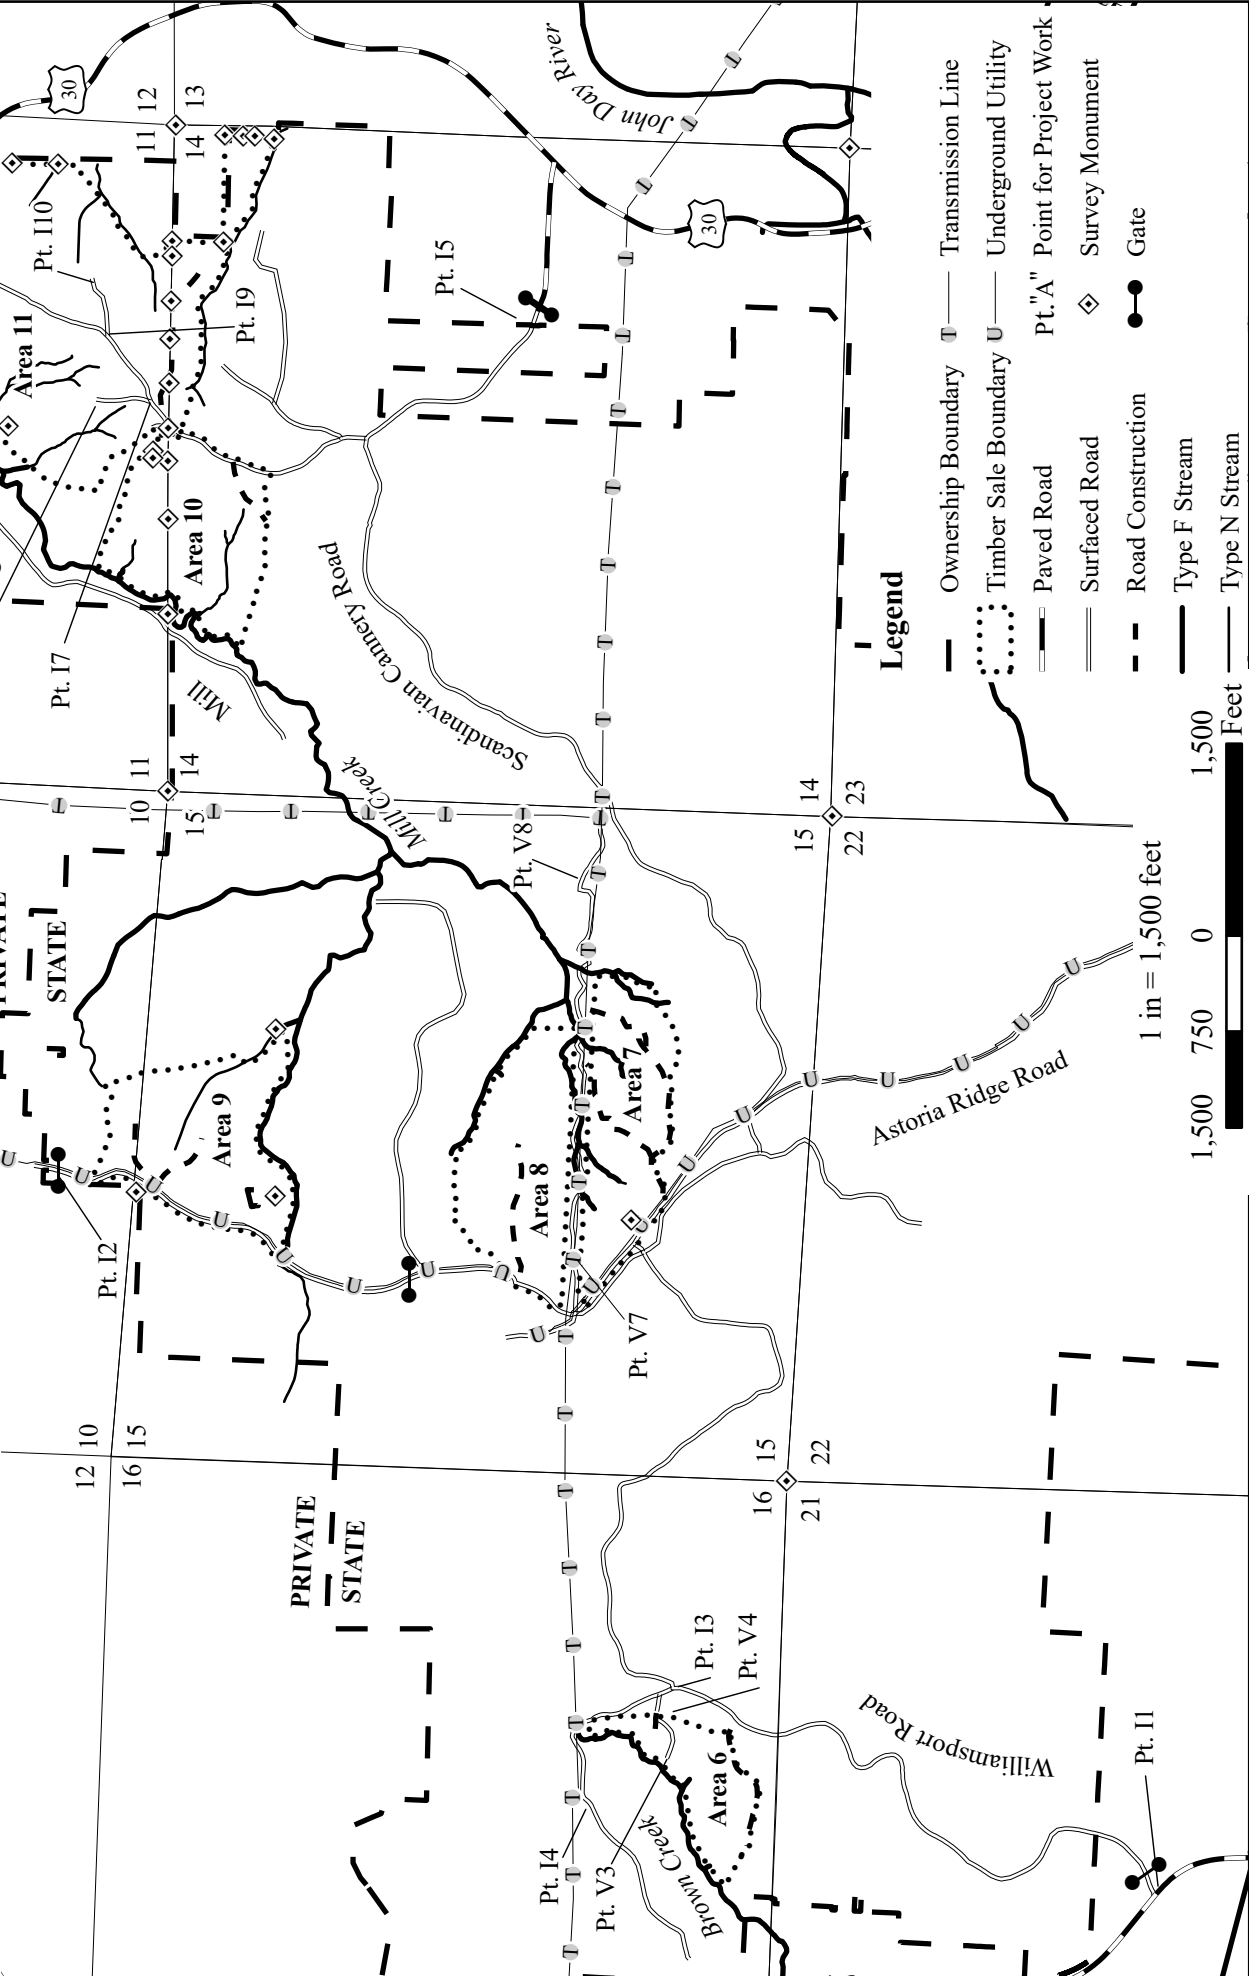 PRIVATE
STATE
Pt. I2
Area 9
10
11
15
14
Pt. I7
Mill
Area 11
Pt. I10
Pt. I9
11
12
14
13
30
Area 10
12
10
16
15
PRIVATE
STATE
Mill Creek
Scandinavian Cannery Road
Pt. I5
John Day River
30
Pt. V8
Area 8
Area 7
Pt. V7
Pt. I4
Pt. V3
Brown Creek
Area 6
Pt. I3
Pt. V4
16
15
21
22
15
14
22
23
Astoria Ridge Road
Williamsport Road
Pt. I1
Legend
Ownership Boundary
Timber Sale Boundary
Paved Road
Surfaced Road
Road Construction
Type F Stream
Type N Stream
T Transmission Line
U Underground Utility
Pt."A" Point for Project Work
Survey Monument
Gate
1 in = 1,500 feet
1,500 750 0 1,500
Feet